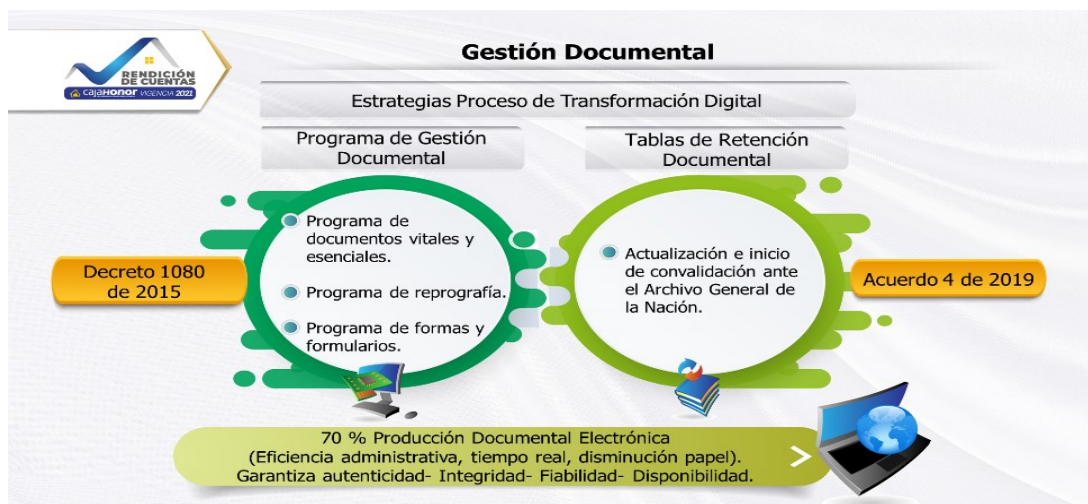 Gestión Documental
RENDICIÓN
DE CUENTAS
cajaHonor VIGENCIA 2021
Estrategias Proceso de Transformación Digital
Programa de Gestión
Documental
Tablas de Retención
Documental
Decreto 1080
de 2015
Programa de
documentos vitales y
esenciales.
Programa de reprografía.
Programa de formas y
formularios.
Actualización e inicio
de convalidación ante
el Archivo General de
la Nación.
Acuerdo 4 de 2019
70 % Producción Documental Electrónica
(Eficiencia administrativa, tiempo real, disminución papel).
Garantiza autenticidad- Integridad- Fiabilidad- Disponibilidad.